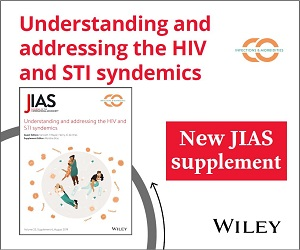 Understanding and
addressing the HIV
and STI syndemics
JIAS
Understanding and addressing the HIV
and STI syndemics
New JIAS
supplement
WILEY